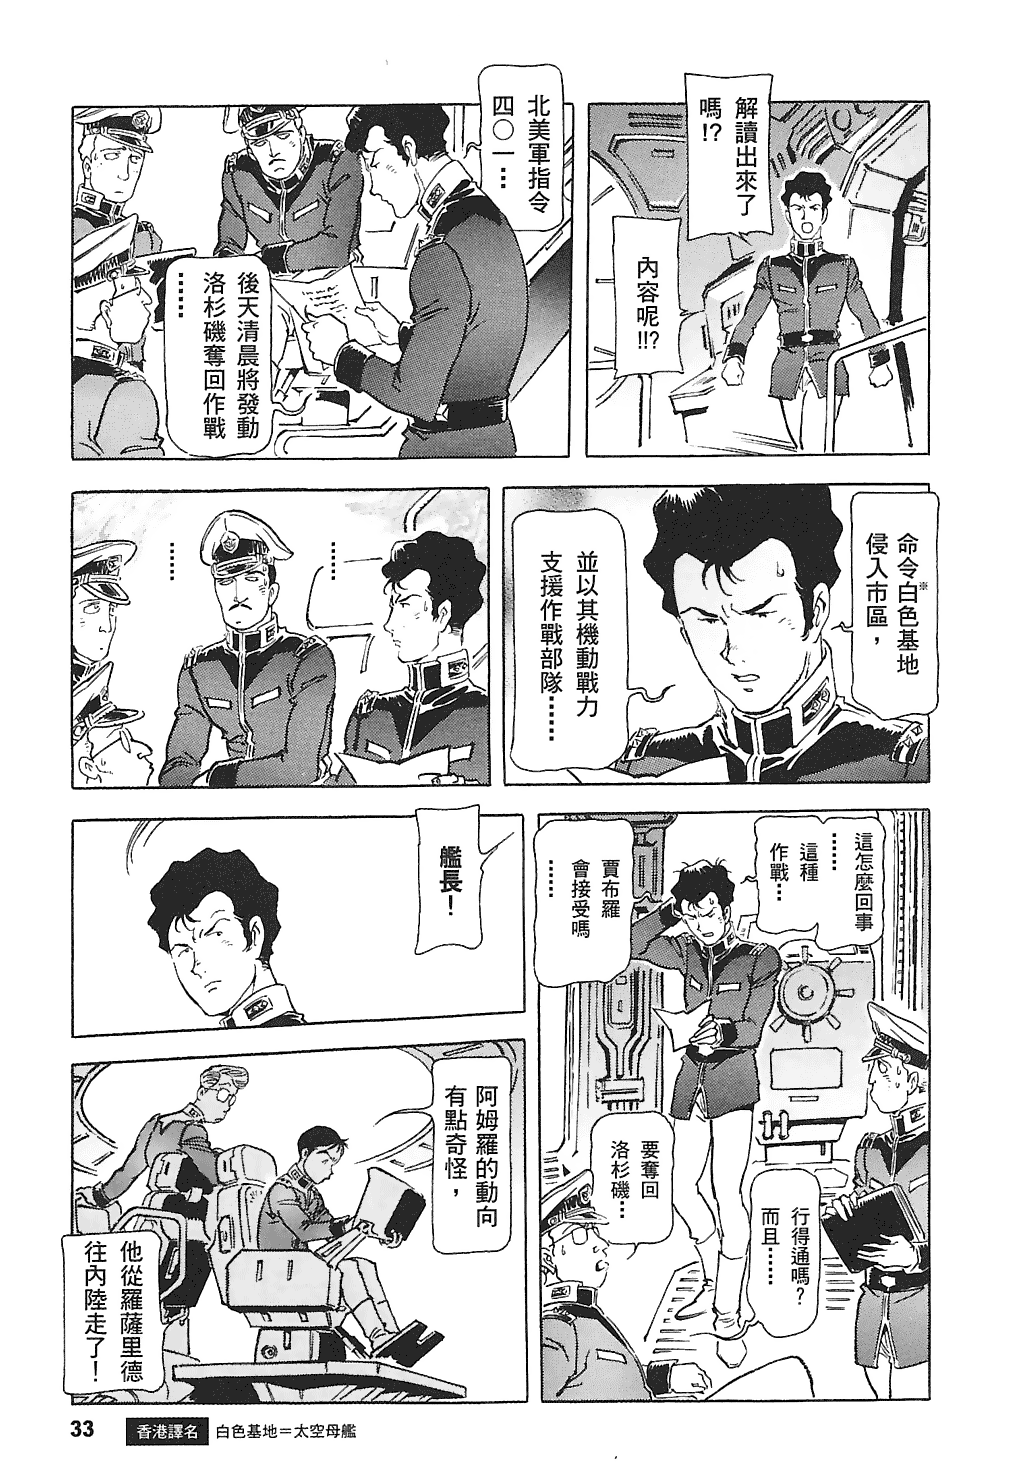 解讀出來了
嗎!?
內容呢!!?
北美軍指令
四〇一…
後天清晨將發動
洛杉磯奪回作戰
……
命令白色基地※
侵入市區，
並以其機動戰力
支援作戰部隊……
……
……
這怎麼回事
……
這種
作戰…
賈布羅
會接受嗎
……
要奪回
洛杉磯…
行得通嗎?
而且……
艦長!
阿姆羅的動向
有點奇怪，
他從羅薩里德
往內陸走了!
33 香港譯名 白色基地＝太空母艦